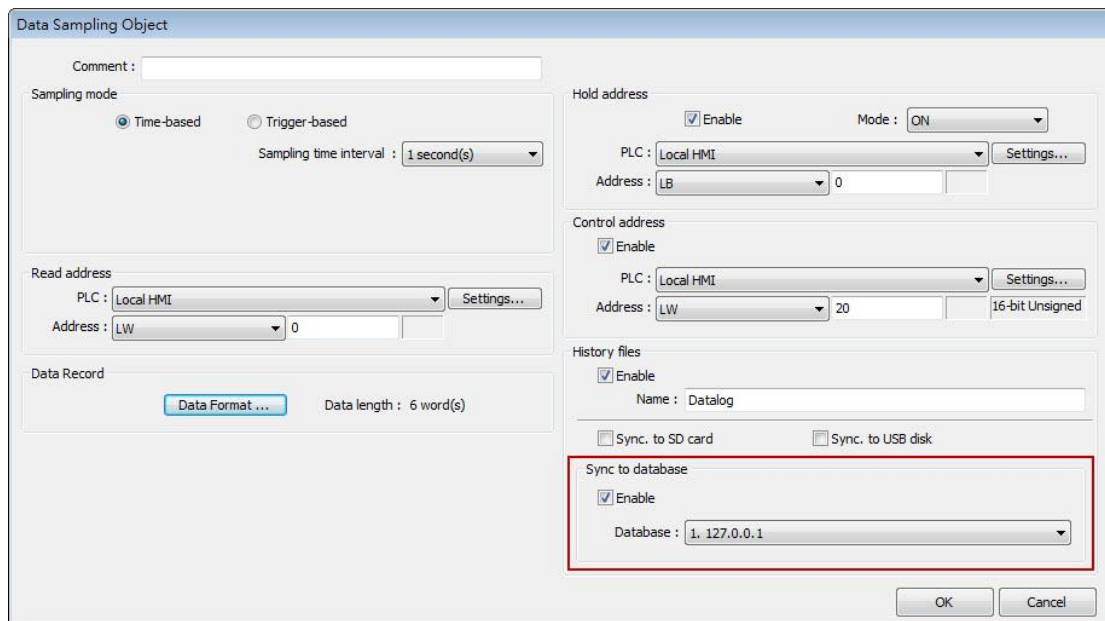 Data Sampling Object
Comment :
Sampling mode
Time-based Trigger-based
Sampling time interval : 1 second(s)
Read address
PLC : Local HMI Settings...
Address : LW 0
Data Record
Data Format ... Data length : 6 word(s)
Hold address
Enable Mode : ON
PLC : Local HMI Settings...
Address : LB 0
Control address
Enable
PLC : Local HMI Settings...
Address : LW 20 16-bit Unsigned
History files
Enable
Name : Datalog
Sync. to SD card Sync. to USB disk
Sync to database
Enable
Database : 1. 127.0.0.1
OK Cancel